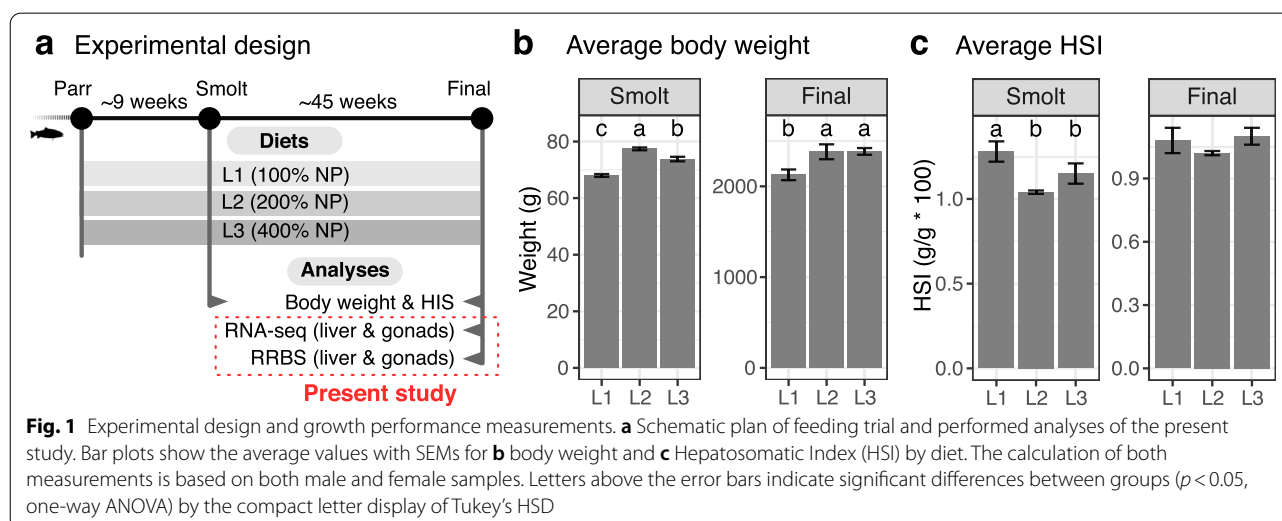 a Experimental design
Parr
~9 weeks
Smolt
~45 weeks
Final
Diets
L1 (100% NP)
L2 (200% NP)
L3 (400% NP)
Analyses
Body weight & HIS
RNA-seq (liver & gonads)
RRBS (liver & gonads)
Present study
b Average body weight
Smolt
Final
c a b
b a a
Weight (g)
80
60
40
20
0
2000
1000
0
L1 L2 L3
L1 L2 L3
c Average HSI
Smolt
Final
a b b
HSI (g/g * 100)
1.0
0.5
0.0
0.9
0.6
0.3
0.0
L1 L2 L3
L1 L2 L3
Fig. 1 Experimental design and growth performance measurements. a Schematic plan of feeding trial and performed analyses of the present
study. Bar plots show the average values with SEMs for b body weight and c Hepatosomatic Index (HSI) by diet. The calculation of both
measurements is based on both male and female samples. Letters above the error bars indicate significant differences between groups (p < 0.05,
one-way ANOVA) by the compact letter display of Tukey's HSD